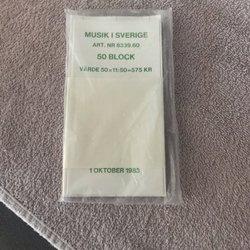 MUSIK I SVERIGE
ART. NR 8339.60
50 BLOCK
VÄRDE 50×11:50=575 KR
1 OKTOBER 1983